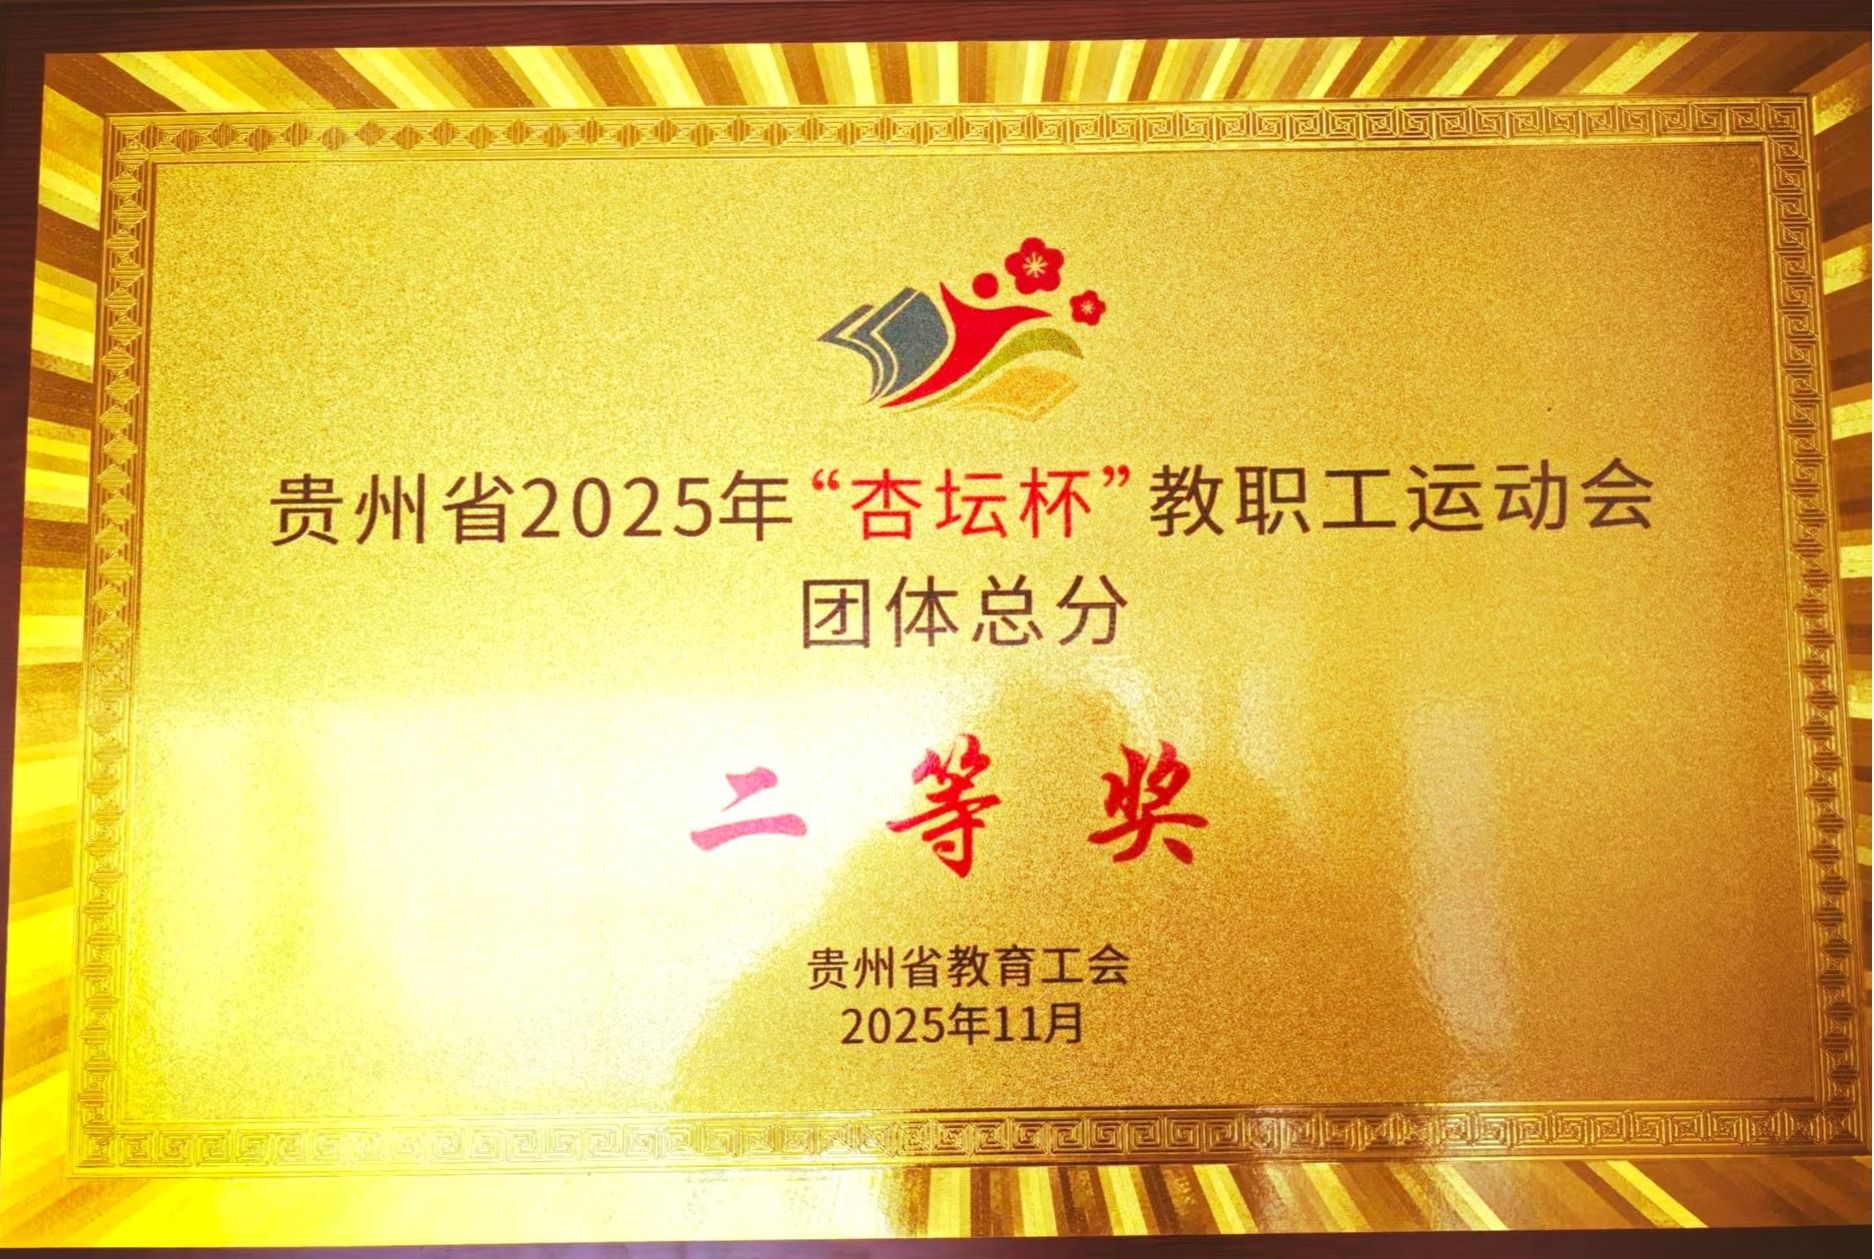 贵州省2025年“杏坛杯”教职工运动会
团体总分
二等奖
贵州省教育工会
2025年11月